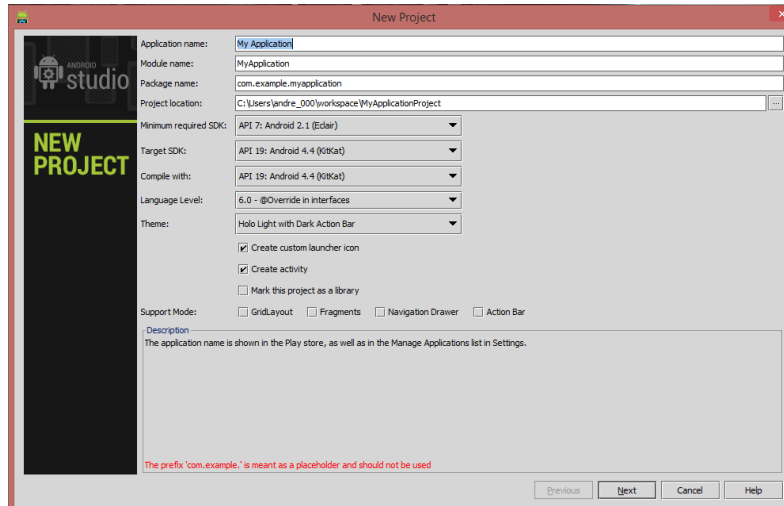 New Project
ANDROID
studio
NEW
PROJECT
Application name: My Application
Module name: MyApplication
Package name: com.example.myapplication
Project location: C:\Users\andre_000\workspace\MyApplicationProject ...
Minimum required SDK: API 7: Android 2.1 (Eclair)
Target SDK: API 19: Android 4.4 (KitKat)
Compile with: API 19: Android 4.4 (KitKat)
Language Level: 6.0 - @Override in interfaces
Theme: Holo Light with Dark Action Bar
Create custom launcher icon
Create activity
Mark this project as a library
Support Mode: GridLayout Fragments Navigation Drawer Action Bar
Description
The application name is shown in the Play store, as well as in the Manage Applications list in Settings.
The prefix 'com.example.' is meant as a placeholder and should not be used
Previous Next Cancel Help